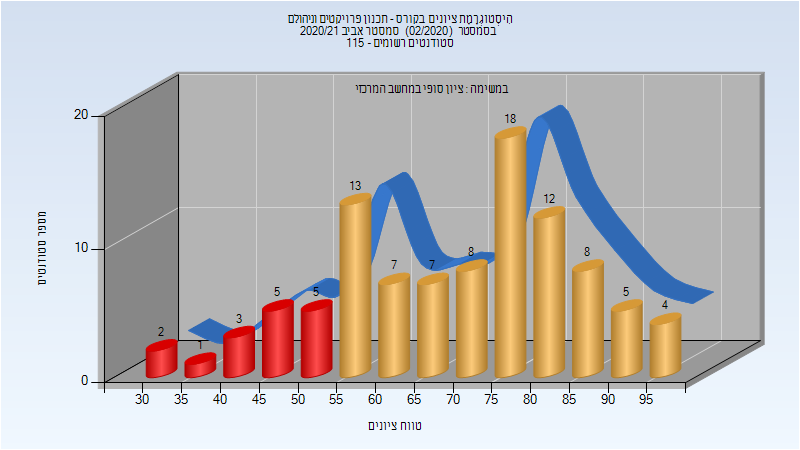 היסטוגרמת ציונים בקורס - תכנון פרויקטים וניהולם
בסמסטר (02/2020) סמסטר אביב 2020/21
סטודנטים רשומים - 115
במשימה : ציון סופי במחשב המרכזי
מספר סטודנטים
20
10
0
2
1
3
5
5
13
7
7
8
18
12
8
5
4
30 35 40 45 50 55 60 65 70 75 80 85 90 95
טווח ציונים